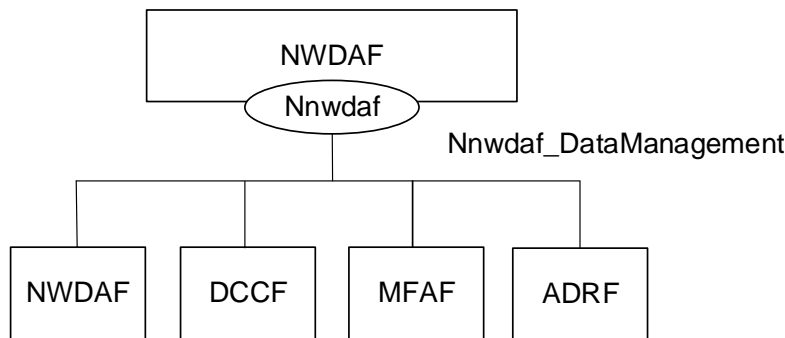 NWDAF
Nnwdaf
Nnwdaf_DataManagement
NWDAF
DCCF
MFAF
ADRF